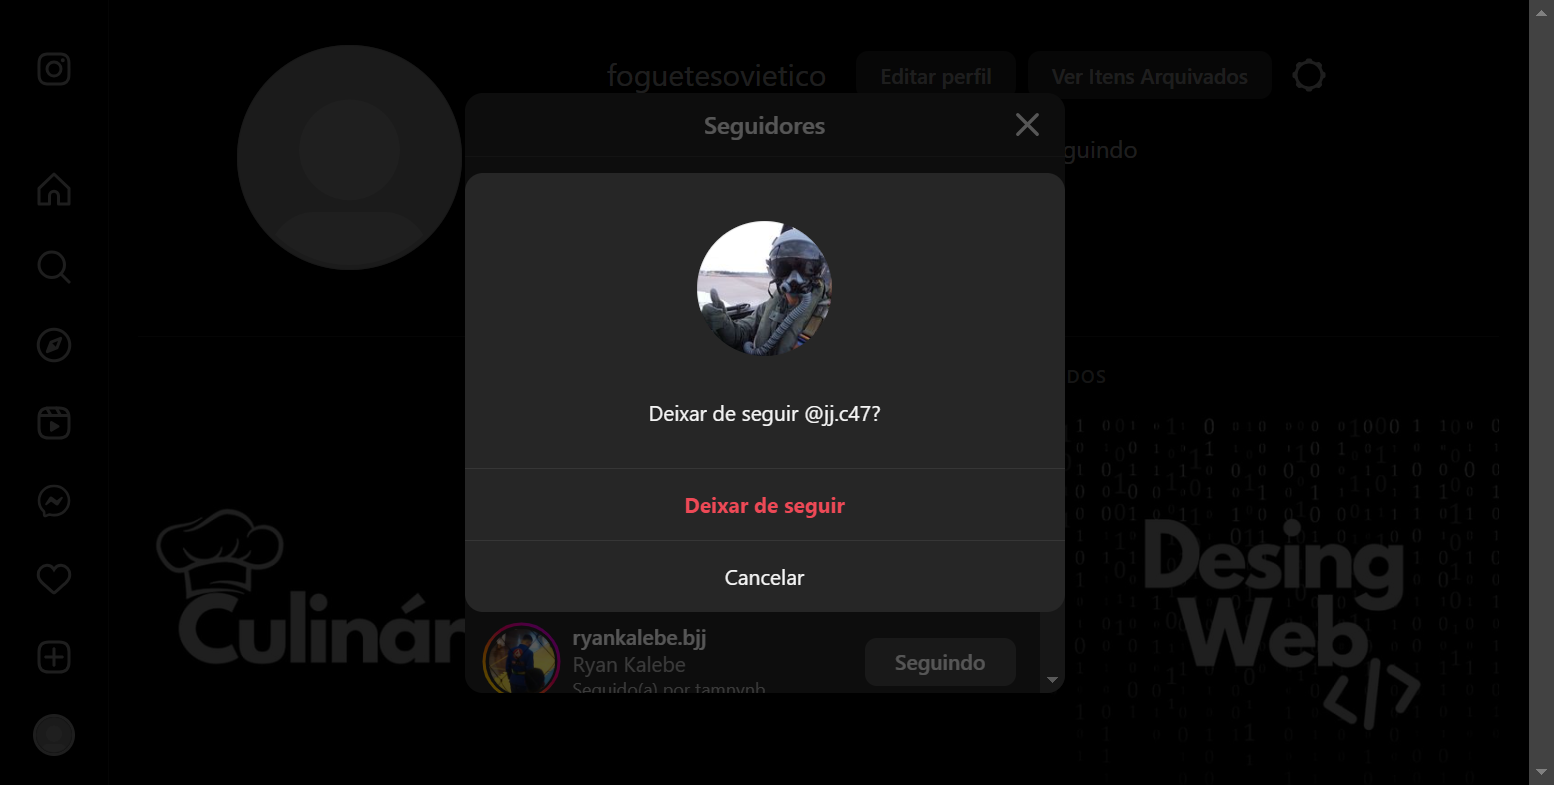 foguetesovietico
Editar perfil
Ver Itens Arquivados
Seguidores
guindo
Deixar de seguir @jj.c47?
DOS
Deixar de seguir
Cancelar
Culinár
Desing
Web
</>
ryankalebe.bjj
Ryan Kalebe
Seguindo
Seguido(a) por tamnynb